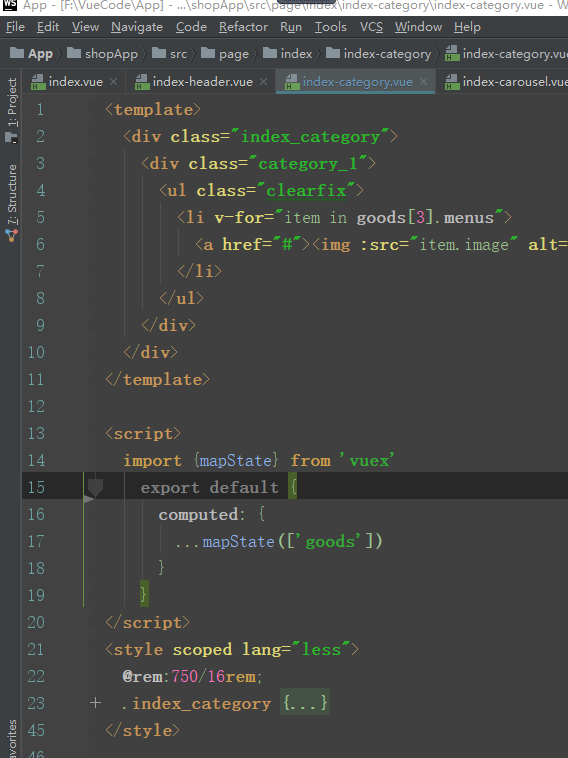 App - [F:\VueCode\App] - ...\shopApp\src\page\index\index-category\index-category.vue - W
File Edit View Navigate Code Refactor Run Tools VCS Window Help
App shopApp src page index index-category index-category.vue
index.vue index-header.vue index-category.vue index-carousel.vue
1: Project
7: Structure
avorites
1 <template>
2 <div class="index_category">
3 <div class="category_1">
4 <ul class="clearfix">
5 <li v-for="item in goods[3].menus">
6 <a href="#"><img :src="item.image" alt=
7 </li>
8 </ul>
9 </div>
10 </div>
11 </template>
12
13 <script>
14 import {mapState} from 'vuex'
15 export default {
16 computed: {
17 ...mapState(['goods'])
18 }
19 }
20 </script>
21 <style scoped lang="less">
22 @rem:750/16rem;
23 .index_category {...}
45 </style>
46